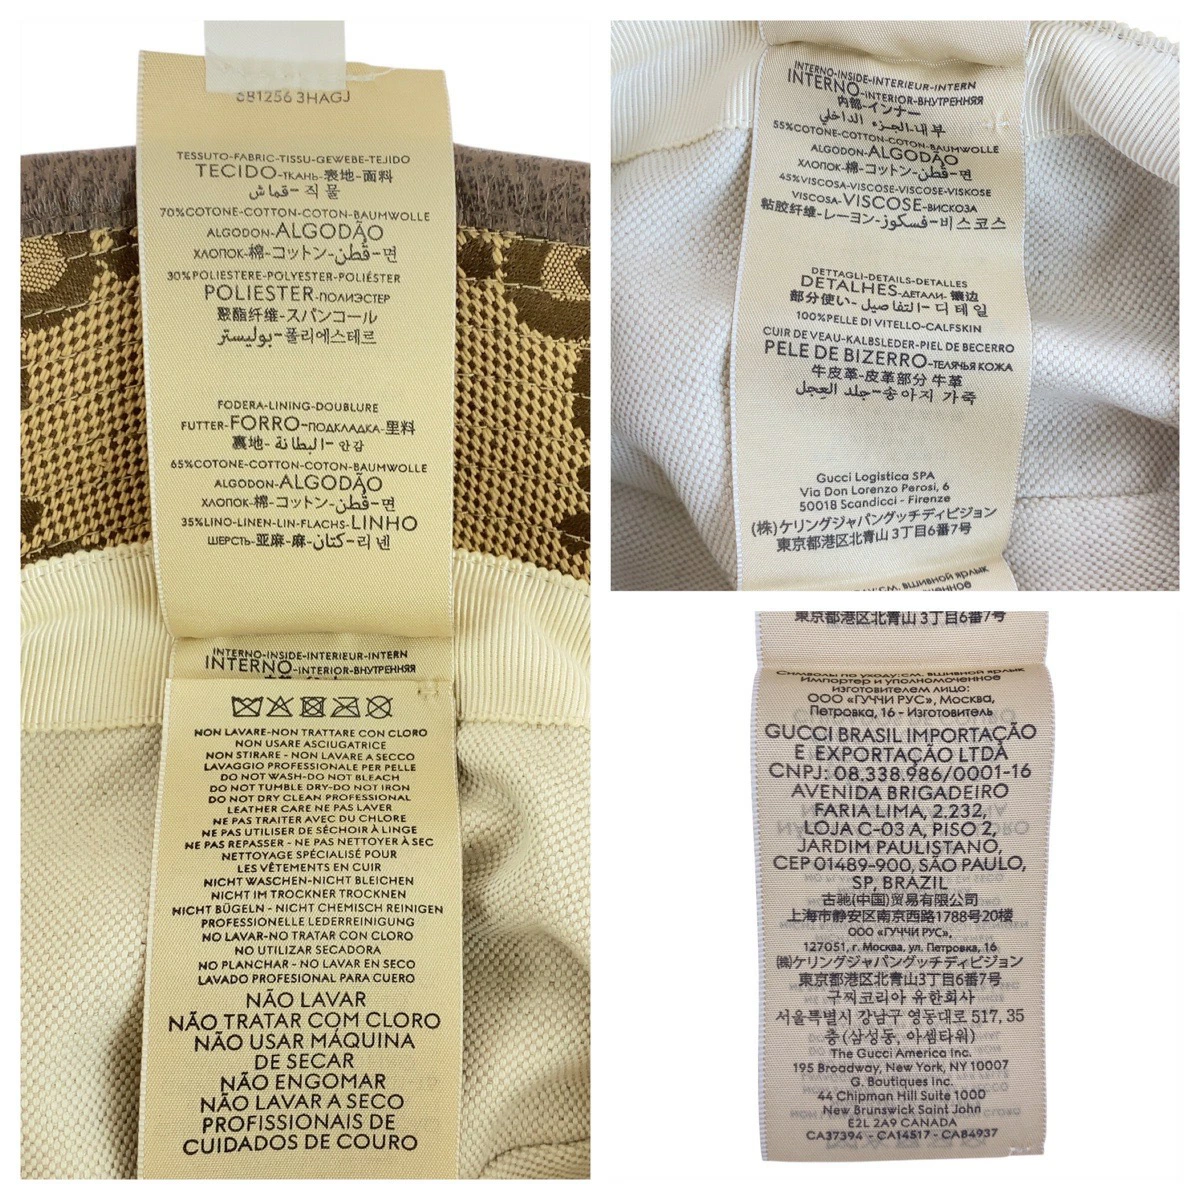 681256 3HAGJ
TESSUTO-FABRIC-TISSU-GEWEBE-TEJIDO
TECIDO-ТКАНЬ-表地-面料
قماش-직물
70%COTONE-COTTON-COTON-BAUMWOLLE
ALGODON-ALGODÃO
ХЛОПОК-棉-コットン-قطن-면
30%POLIESTERE-POLYESTER-POLIÉSTER
POLIESTER-ПОЛИЭСТЕР
聚酯纤维-スパンコール
بوليستر-폴리에스테르
FODERA-LINING-DOUBLURE
FUTTER-FORRO-ПОДКЛАДКА-里料
裏地-البطانة-안감
65%COTONE-COTTON-COTON-BAUMWOLLE
ALGODON-ALGODÃO
ХЛОПОК-棉-コットン-قطن-면
35%LINO-LINEN-LIN-FLACHS-LINHO
ШЕРСТЬ-亚麻-麻-كتان-리넨
INTERNO-INSIDE-INTERIEUR-INTERN
INTERNO-INTERIOR-ВНУТРЕННЯЯ
NON LAVARE-NON TRATTARE CON CLORO
NON USARE ASCIUGATRICE
NON STIRARE - NON LAVARE A SECCO
LAVAGGIO PROFESSIONALE PER PELLE
DO NOT WASH-DO NOT BLEACH
DO NOT TUMBLE DRY-DO NOT IRON
DO NOT DRY CLEAN PROFESSIONAL
LEATHER CARE NE PAS LAVER
NE PAS TRAITER AVEC DU CHLORE
NE PAS UTILISER DE SÉCHOIR À LINGE
NE PAS REPASSER - NE PAS NETTOYER À SEC
NETTOYAGE SPÉCIALISÉ POUR
LES VÊTEMENTS EN CUIR
NICHT WASCHEN-NICHT BLEICHEN
NICHT IM TROCKNER TROCKNEN
NICHT BÜGELN - NICHT CHEMISCH REINIGEN
PROFESSIONELLE LEDERREINIGUNG
NO LAVAR-NO TRATAR CON CLORO
NO UTILIZAR SECADORA
NO PLANCHAR - NO LAVAR EN SECO
LAVADO PROFESIONAL PARA CUERO
NÃO LAVAR
NÃO TRATAR COM CLORO
NÃO USAR MÁQUINA
DE SECAR
NÃO ENGOMAR
NÃO LAVAR A SECO
PROFISSIONAIS DE
CUIDADOS DE COURO
INTERNO-INSIDE-INTERIEUR-INTERN
INTERNO-INTERIOR-ВНУТРЕННЯЯ
内部-インナー
부 내-الجزء الداخلي
55%COTONE-COTTON-COTON-BAUMWOLLE
ALGODON-ALGODÃO
ХЛОПОК-棉-コットン-قطن-면
45%VISCOSA-VISCOSE-VISCOSE-VISKOSE
VISCOSA-VISCOSE-ВИСКОЗА
粘胶纤维-レーヨン-فسكوز-비스코스
DETTAGLI-DETAILS-DETALLES
DETALHES-ДЕТАЛИ-镶边
部分使い-التفاصيل-디테일
100%PELLE DI VITELLO-CALFSKIN
CUIR DE VEAU-KALBSLEDER-PIEL DE BECERRO
PELE DE BIZERRO-ТЕЛЯЧЬЯ КОЖА
牛皮革-皮革部分 牛革
جلد العجل-송아지 가죽
Gucci Logistica SPA
Via Don Lorenzo Perosi, 6
50018 Scandicci - Firenze
(株)ケリングジャパングッチディビジョン
東京都港区北青山3丁目6番7号
см. вшивной ярлык
東京都港区北青山3丁目6番7号
Символы по уходу:см. вшивной ярлык
Импортер и уполномоченное
изготовителем лицо:
ООО «ГУЧЧИ РУС», Москва,
Петровка, 16 - Изготовитель
GUCCI BRASIL IMPORTAÇÃO
E EXPORTAÇÃO LTDA
CNPJ: 08.338.986/0001-16
AVENIDA BRIGADEIRO
FARIA LIMA, 2.232,
LOJA C-03 A, PISO 2,
JARDIM PAULISTANO,
CEP 01489-900, SÃO PAULO,
SP, BRAZIL
古驰(中国)贸易有限公司
上海市静安区南京西路1788号20楼
ООО «ГУЧЧИ РУС»,
127051, г. Москва, ул. Петровка, 16
(株)ケリングジャパングッチディビジョン
東京都港区北青山3丁目6番7号
구찌코리아 유한회사
서울특별시 강남구 영동대로 517, 35
층 (삼성동, 아셈타워)
The Gucci America Inc.
195 Broadway, New York, NY 10007
G. Boutiques Inc.
44 Chipman Hill Suite 1000
New Brunswick Saint John
E2L 2A9 CANADA
CA37394 - CA14517 - CA84937